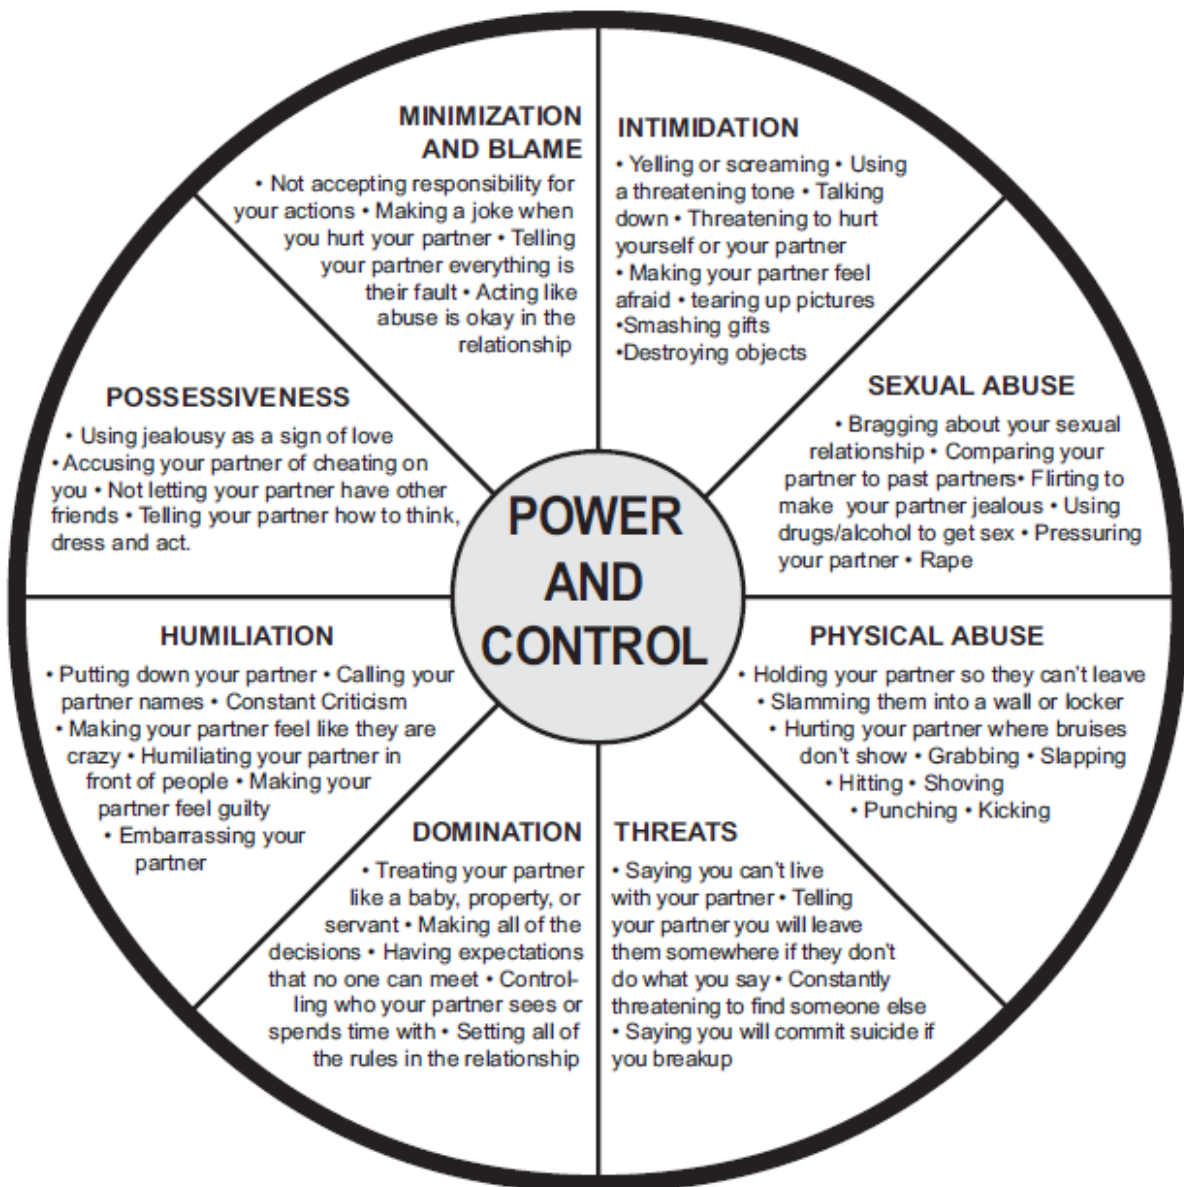 MINIMIZATION
AND BLAME
• Not accepting responsibility for
your actions • Making a joke when
you hurt your partner • Telling
your partner everything is
their fault • Acting like
abuse is okay in the
relationship
INTIMIDATION
• Yelling or screaming • Using
a threatening tone • Talking
down • Threatening to hurt
yourself or your partner
• Making your partner feel
afraid • tearing up pictures
•Smashing gifts
•Destroying objects
SEXUAL ABUSE
• Bragging about your sexual
relationship • Comparing your
partner to past partners• Flirting to
make your partner jealous • Using
drugs/alcohol to get sex • Pressuring
your partner • Rape
POSSESSIVENESS
• Using jealousy as a sign of love
• Accusing your partner of cheating on
you • Not letting your partner have other
friends • Telling your partner how to think,
dress and act.
POWER
AND
CONTROL
HUMILIATION
• Putting down your partner • Calling your
partner names • Constant Criticism
• Making your partner feel like they are
crazy • Humiliating your partner in
front of people • Making your
partner feel guilty
• Embarrassing your
partner
PHYSICAL ABUSE
• Holding your partner so they can't leave
• Slamming them into a wall or locker
• Hurting your partner where bruises
don't show • Grabbing • Slapping
• Hitting • Shoving
• Punching • Kicking
DOMINATION
• Treating your partner
like a baby, property, or
servant • Making all of the
decisions • Having expectations
that no one can meet • Control-
ling who your partner sees or
spends time with • Setting all of
the rules in the relationship
THREATS
• Saying you can't live
with your partner • Telling
your partner you will leave
them somewhere if they don't
do what you say • Constantly
threatening to find someone else
• Saying you will commit suicide if
you breakup